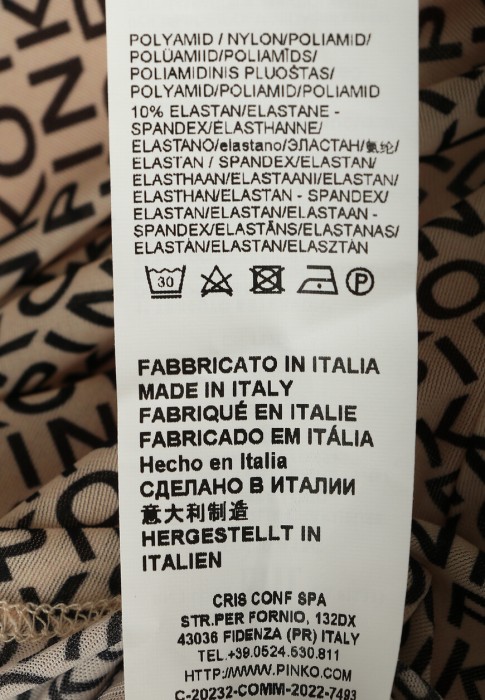 POLYAMID / NYLON/POLIAMID/
POLÜAMIID/POLIAMĪDS/
POLIAMIDINIS PLUOŠTAS/
POLYAMID/POLIAMID/POLIAMID
10% ELASTAN/ELASTANE -
SPANDEX/ÉLASTHANNE/
ELASTANO/elastano/ЭЛАСТАН/氨纶/
ELASTAN / SPANDEX/ELASTAN/
ELASTHAAN/ELASTAANI/ELASTAN/
ELASTHAN/ELASTAN - SPANDEX/
ELASTAN/ELASTAN/ELASTAAN -
SPANDEX/ELASTĀNS/ELASTANAS/
ELASTÀN/ELASTAN/ELASZTÀN
30 P
FABBRICATO IN ITALIA
MADE IN ITALY
FABRIQUÉ EN ITALIE
FABRICADO EM ITÁLIA
Hecho en Italia
СДЕЛАНО В ИТАЛИИ
意大利制造
HERGESTELLT IN
ITALIEN
CRIS CONF SPA
STR.PER FORNIO, 132DX
43036 FIDENZA (PR) ITALY
TEL.+39.0524.530.811
HTTP://WWW.PINKO.COM
C-20232-COMM-2022-7493